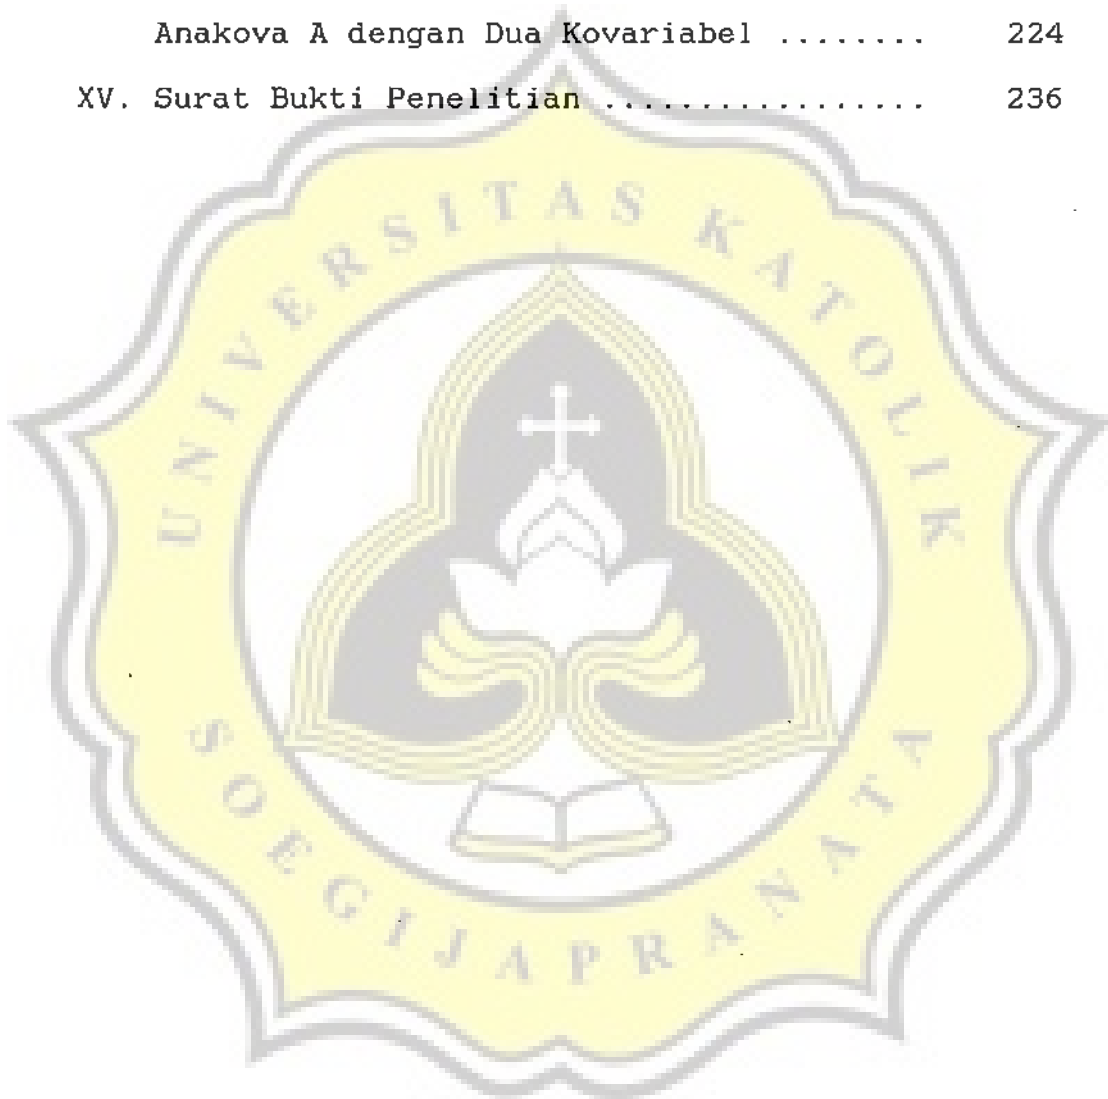 Anakova A dengan Dua Kovariabel ........ 224
XV. Surat Bukti Penelitian ................. 236
UNIVERSITAS KATOLIK
SOEGIJAPRANATA